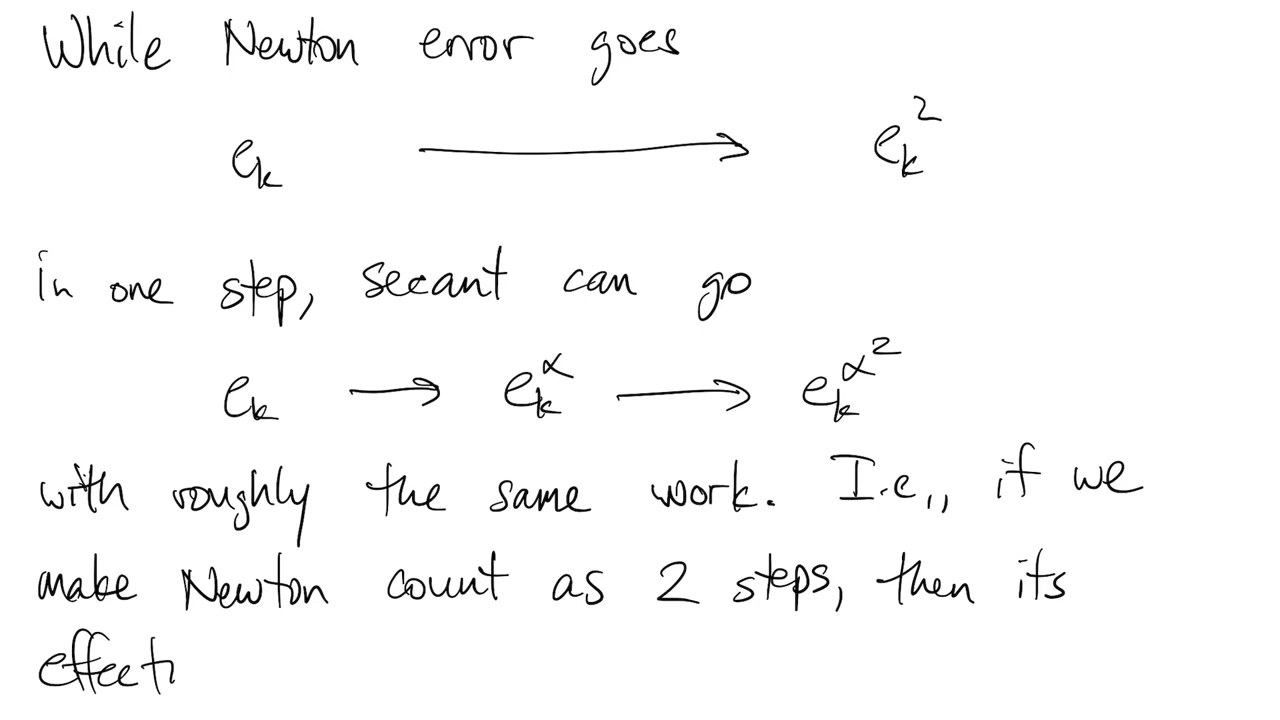 While Newton error goes
e_k ⟶ e_k^2
in one step, secant can go
e_k ⟶ e_k^α ⟶ e_k^{α^2}
with roughly the same work. I.e., if we
make Newton count as 2 steps, then its
effecti